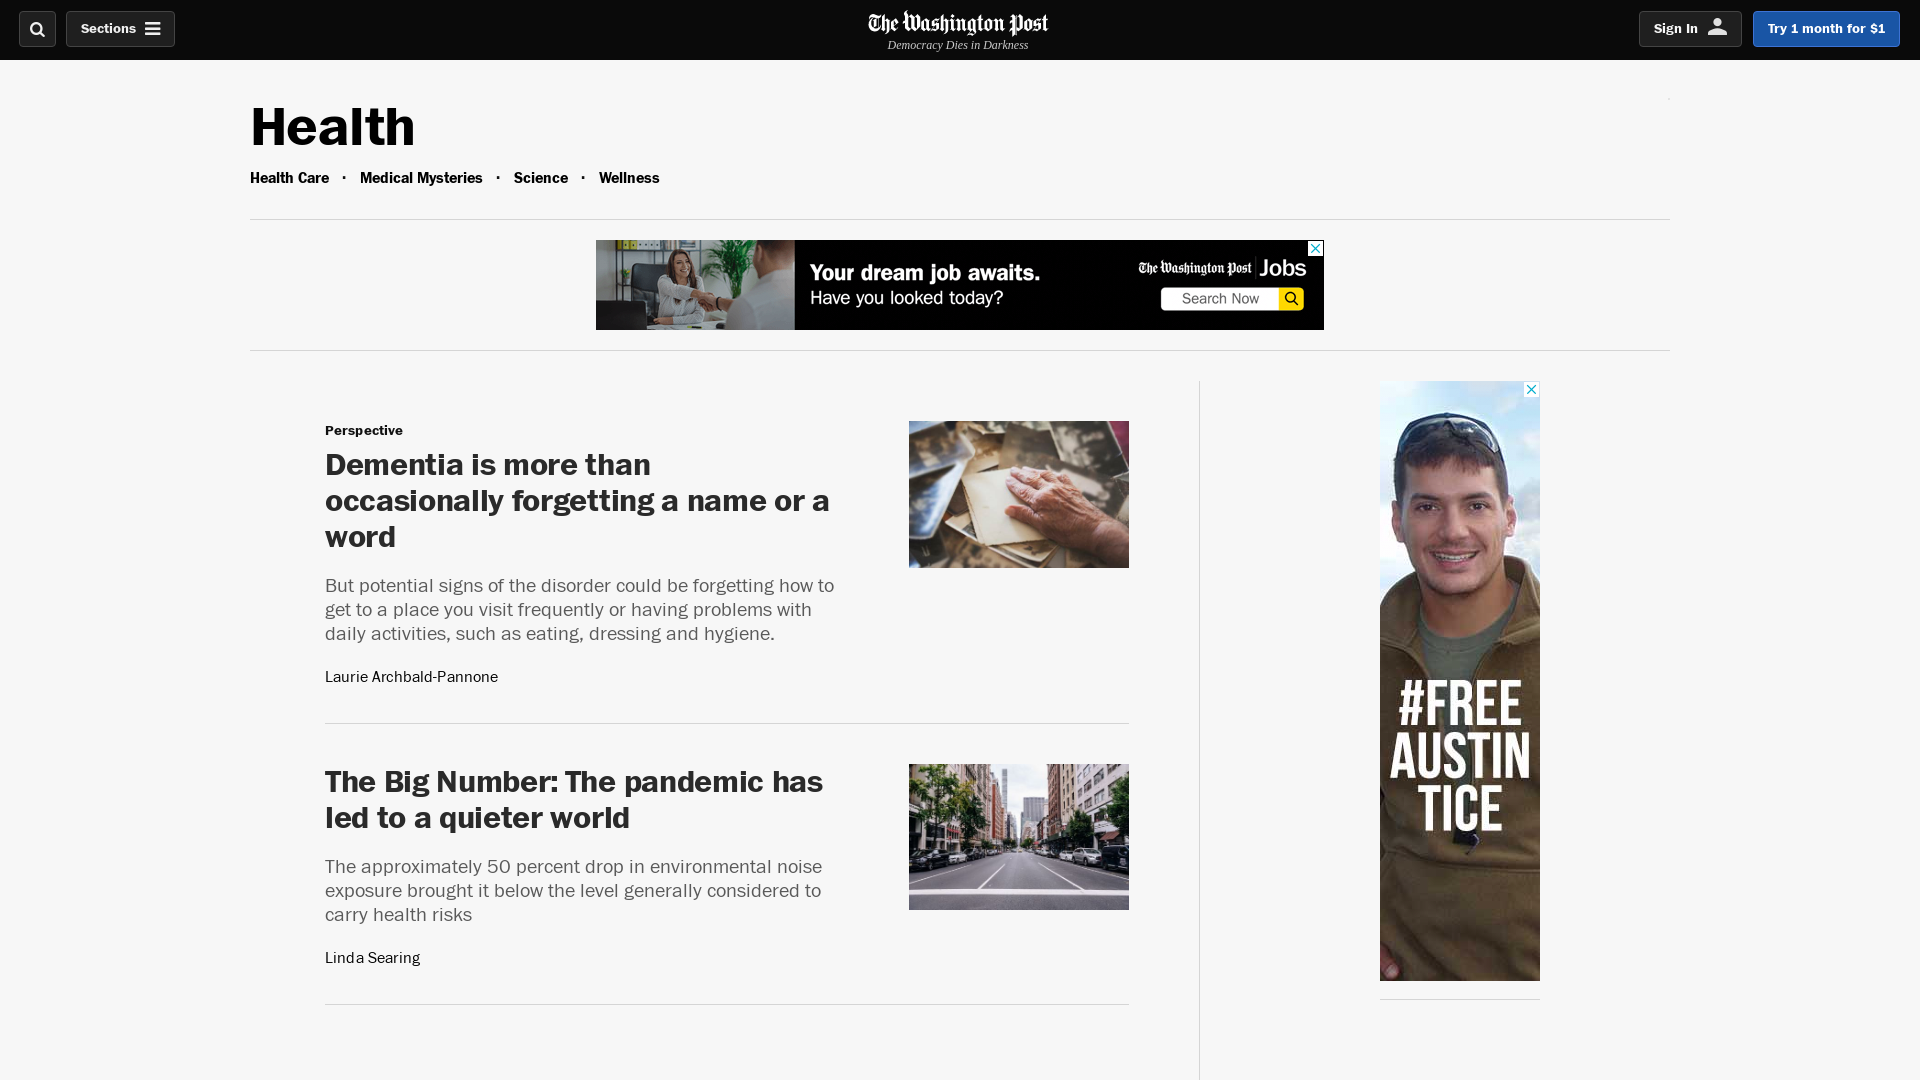 Sections
The Washington Post
Democracy Dies in Darkness
Sign In
Try 1 month for $1
Health
Health Care · Medical Mysteries · Science · Wellness
Your dream job awaits.
Have you looked today?
The Washington Post Jobs
Search Now
Perspective
Dementia is more than
occasionally forgetting a name or a
word
But potential signs of the disorder could be forgetting how to
get to a place you visit frequently or having problems with
daily activities, such as eating, dressing and hygiene.
Laurie Archbald-Pannone
The Big Number: The pandemic has
led to a quieter world
The approximately 50 percent drop in environmental noise
exposure brought it below the level generally considered to
carry health risks
Linda Searing
#FREE
AUSTIN
TICE